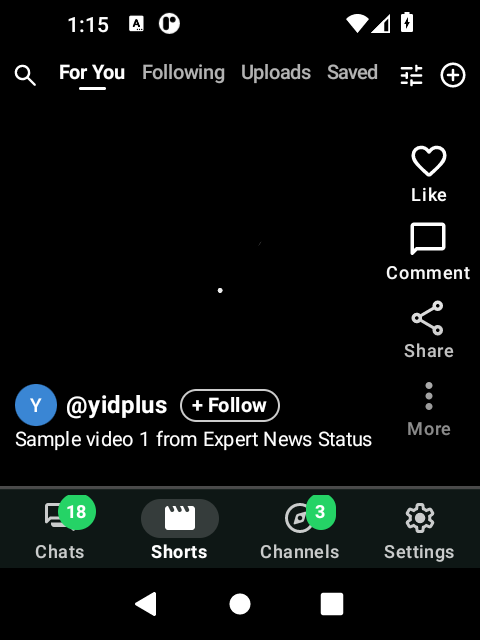 1:15
A
For You
Following
Uploads
Saved
Like
Comment
Share
More
Y
@yidplus
+ Follow
Sample video 1 from Expert News Status
18
3
Chats
Shorts
Channels
Settings